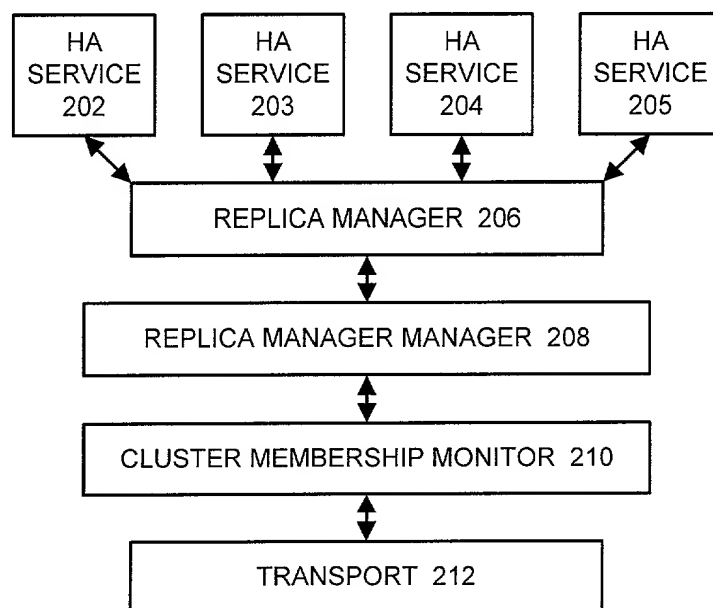 HA
SERVICE
202
HA
SERVICE
203
HA
SERVICE
204
HA
SERVICE
205
REPLICA MANAGER 206
REPLICA MANAGER MANAGER 208
CLUSTER MEMBERSHIP MONITOR 210
TRANSPORT 212